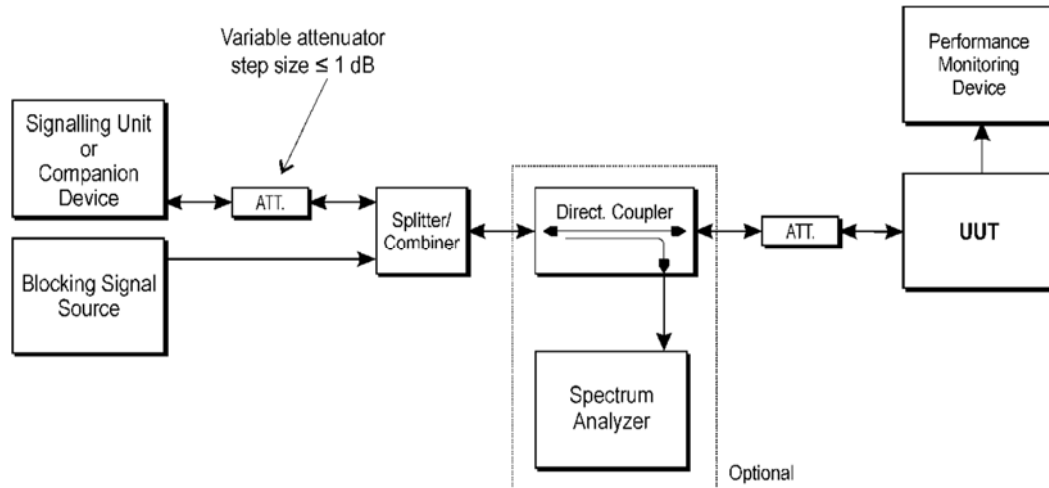 Variable attenuator
step size ≤ 1 dB
Performance
Monitoring
Device
Signalling Unit
or
Companion
Device
ATT.
Splitter/
Combiner
Direct. Coupler
ATT.
UUT
Blocking Signal
Source
Spectrum
Analyzer
Optional